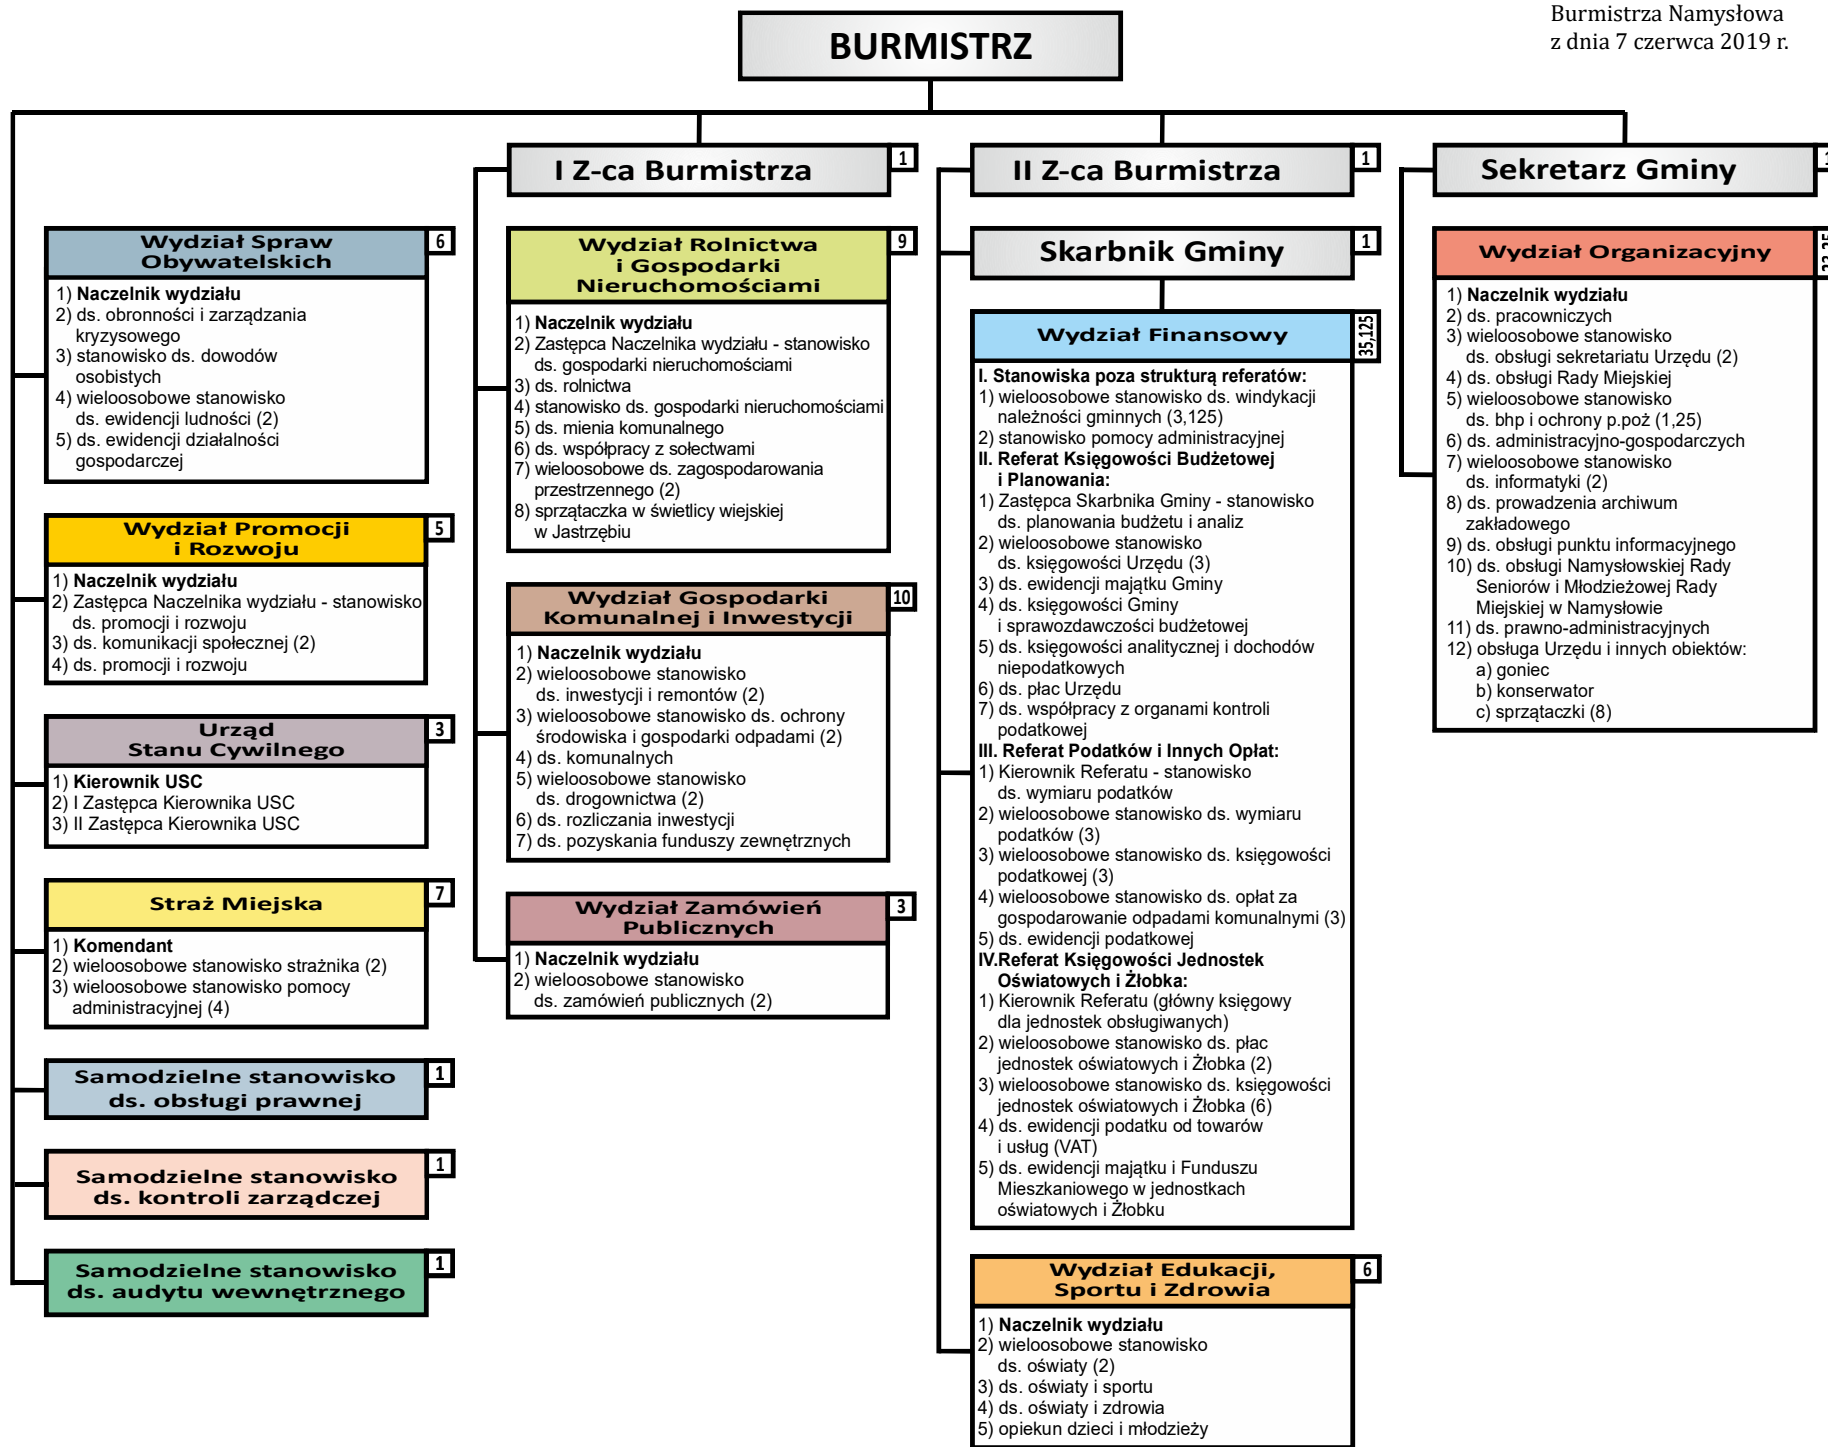 Burmistrza Namysłowa
z dnia 7 czerwca 2019 r.
BURMISTRZ
Wydział Spraw
Obywatelskich
6
1) Naczelnik wydziału
2) ds. obronności i zarządzania
kryzysowego
3) stanowisko ds. dowodów
osobistych
4) wieloosobowe stanowisko
ds. ewidencji ludności (2)
5) ds. ewidencji działalności
gospodarczej
Wydział Promocji
i Rozwoju
5
1) Naczelnik wydziału
2) Zastępca Naczelnika wydziału - stanowisko
ds. promocji i rozwoju
3) ds. komunikacji społecznej (2)
4) ds. promocji i rozwoju
Urząd
Stanu Cywilnego
3
1) Kierownik USC
2) I Zastępca Kierownika USC
3) II Zastępca Kierownika USC
Straż Miejska
7
1) Komendant
2) wieloosobowe stanowisko strażnika (2)
3) wieloosobowe stanowisko pomocy
administracyjnej (4)
Samodzielne stanowisko
ds. obsługi prawnej
1
Samodzielne stanowisko
ds. kontroli zarządczej
1
Samodzielne stanowisko
ds. audytu wewnętrznego
1
I Z-ca Burmistrza
1
Wydział Rolnictwa
i Gospodarki
Nieruchomościami
9
1) Naczelnik wydziału
2) Zastępca Naczelnika wydziału - stanowisko
ds. gospodarki nieruchomościami
3) ds. rolnictwa
4) stanowisko ds. gospodarki nieruchomościami
5) ds. mienia komunalnego
6) ds. współpracy z sołectwami
7) wieloosobowe ds. zagospodarowania
przestrzennego (2)
8) sprzątaczka w świetlicy wiejskiej
w Jastrzębiu
Wydział Gospodarki
Komunalnej i Inwestycji
10
1) Naczelnik wydziału
2) wieloosobowe stanowisko
ds. inwestycji i remontów (2)
3) wieloosobowe stanowisko ds. ochrony
środowiska i gospodarki odpadami (2)
4) ds. komunalnych
5) wieloosobowe stanowisko
ds. drogownictwa (2)
6) ds. rozliczania inwestycji
7) ds. pozyskania funduszy zewnętrznych
Wydział Zamówień
Publicznych
3
1) Naczelnik wydziału
2) wieloosobowe stanowisko
ds. zamówień publicznych (2)
II Z-ca Burmistrza
1
Skarbnik Gminy
1
Wydział Finansowy
35,125
I. Stanowiska poza strukturą referatów:
1) wieloosobowe stanowisko ds. windykacji
należności gminnych (3,125)
2) stanowisko pomocy administracyjnej
II. Referat Księgowości Budżetowej
i Planowania:
1) Zastępca Skarbnika Gminy - stanowisko
ds. planowania budżetu i analiz
2) wieloosobowe stanowisko
ds. księgowości Urzędu (3)
3) ds. ewidencji majątku Gminy
4) ds. księgowości Gminy
i sprawozdawczości budżetowej
5) ds. księgowości analitycznej i dochodów
niepodatkowych
6) ds. płac Urzędu
7) ds. współpracy z organami kontroli
podatkowej
III. Referat Podatków i Innych Opłat:
1) Kierownik Referatu - stanowisko
ds. wymiaru podatków
2) wieloosobowe stanowisko ds. wymiaru
podatków (3)
3) wieloosobowe stanowisko ds. księgowości
podatkowej (3)
4) wieloosobowe stanowisko ds. opłat za
gospodarowanie odpadami komunalnymi (3)
5) ds. ewidencji podatkowej
IV.Referat Księgowości Jednostek
Oświatowych i Żłobka:
1) Kierownik Referatu (główny księgowy
dla jednostek obsługiwanych)
2) wieloosobowe stanowisko ds. płac
jednostek oświatowych i Żłobka (2)
3) wieloosobowe stanowisko ds. księgowości
jednostek oświatowych i Żłobka (6)
4) ds. ewidencji podatku od towarów
i usług (VAT)
5) ds. ewidencji majątku i Funduszu
Mieszkaniowego w jednostkach
oświatowych i Żłobku
Wydział Edukacji,
Sportu i Zdrowia
6
1) Naczelnik wydziału
2) wieloosobowe stanowisko
ds. oświaty (2)
3) ds. oświaty i sportu
4) ds. oświaty i zdrowia
5) opiekun dzieci i młodzieży
Sekretarz Gminy
1
Wydział Organizacyjny
1) Naczelnik wydziału
2) ds. pracowniczych
3) wieloosobowe stanowisko
ds. obsługi sekretariatu Urzędu (2)
4) ds. obsługi Rady Miejskiej
5) wieloosobowe stanowisko
ds. bhp i ochrony p.poż (1,25)
6) ds. administracyjno-gospodarczych
7) wieloosobowe stanowisko
ds. informatyki (2)
8) ds. prowadzenia archiwum
zakładowego
9) ds. obsługi punktu informacyjnego
10) ds. obsługi Namysłowskiej Rady
Seniorów i Młodzieżowej Rady
Miejskiej w Namysłowie
11) ds. prawno-administracyjnych
12) obsługa Urzędu i innych obiektów:
a) goniec
b) konserwator
c) sprzątaczki (8)